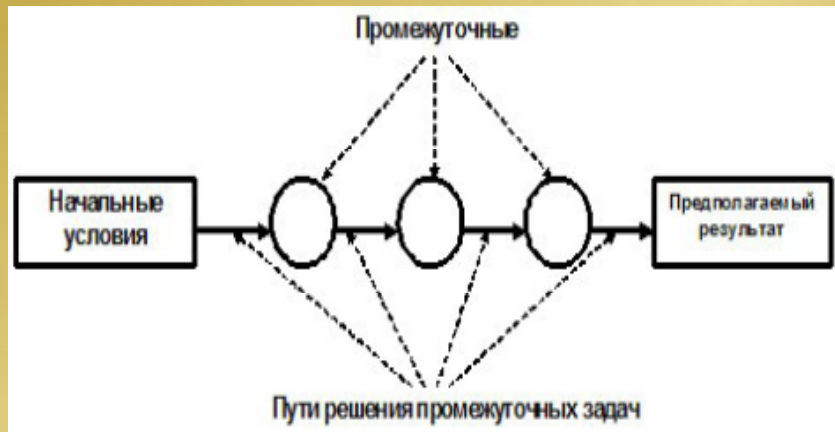 Промежуточные
Начальные
условия
Предполагаемый
результат
Пути решения промежуточных задач